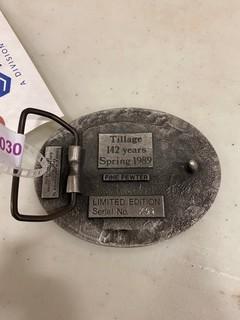 A DIVISION
030
Tillage
142 years
Spring 1989
FINE PEWTER
LIMITED EDITION
Serial No.